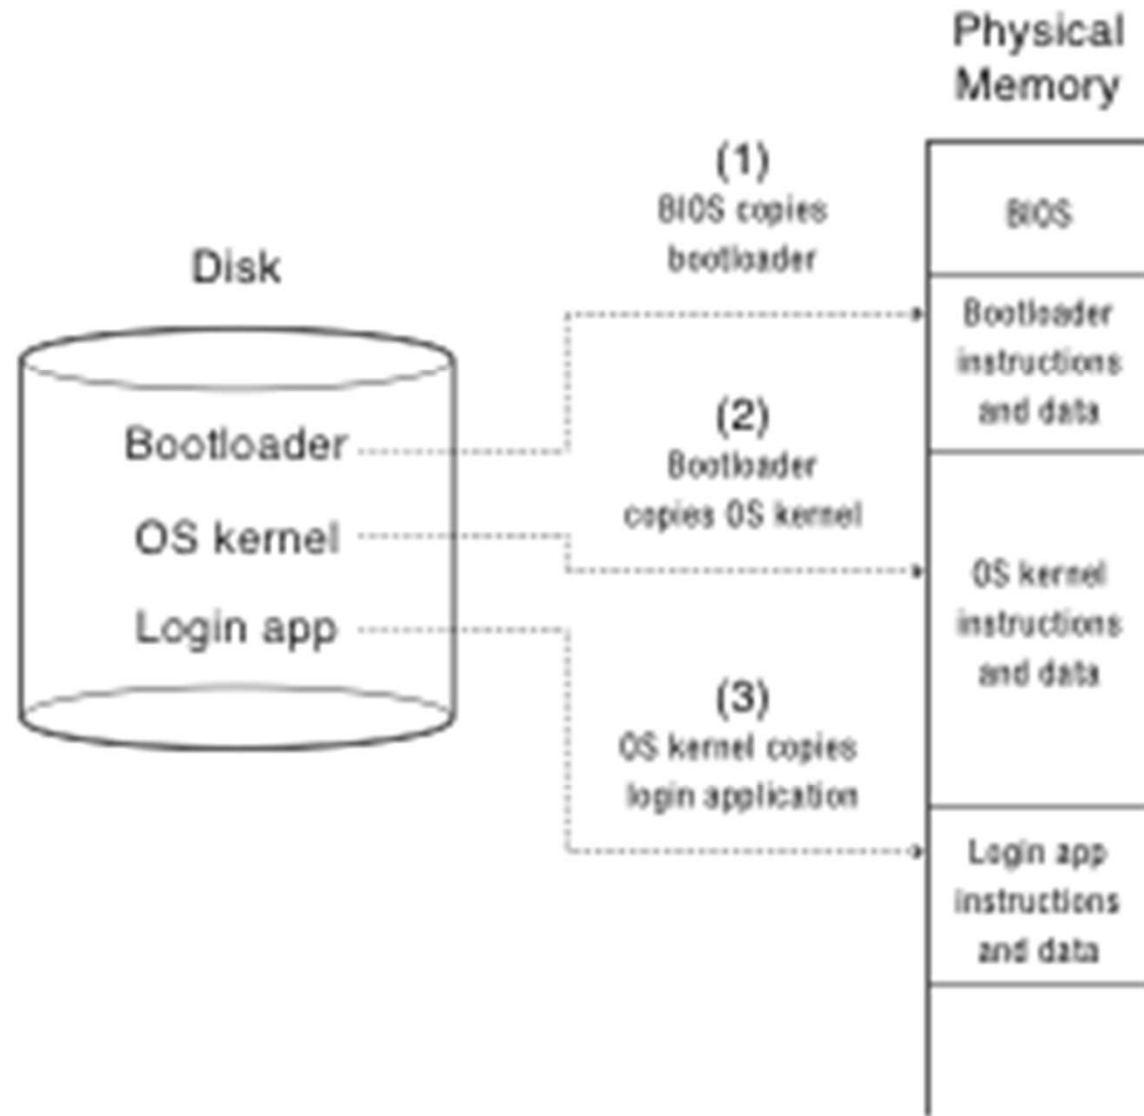 Physical
Memory
(1)
BIOS copies
bootloader
BIOS
Disk
Bootloader
instructions
and data
(2)
Bootloader
copies OS kernel
Bootloader
OS kernel
Login app
OS kernel
instructions
and data
(3)
OS kernel copies
login application
Login app
instructions
and data